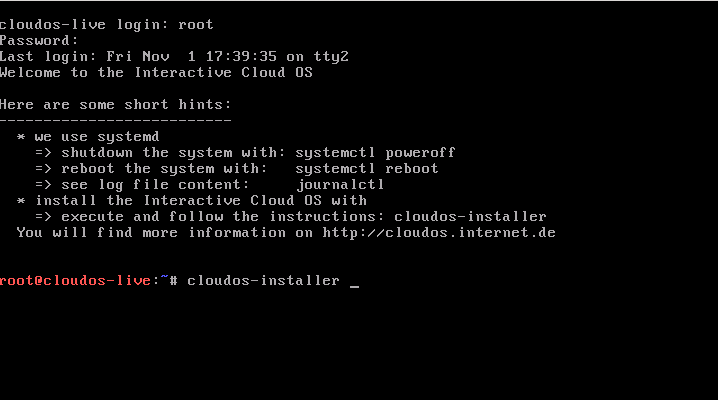 cloudos-live login: root
Password:
Last login: Fri Nov  1 17:39:35 on tty2
Welcome to the Interactive Cloud OS

Here are some short hints:
--------------------------
  * we use systemd
    => shutdown the system with: systemctl poweroff
    => reboot the system with:   systemctl reboot
    => see log file content:     journalctl
  * install the Interactive Cloud OS with
    => execute and follow the instructions: cloudos-installer
  You will find more information on http://cloudos.internet.de

root@cloudos-live:~# cloudos-installer _